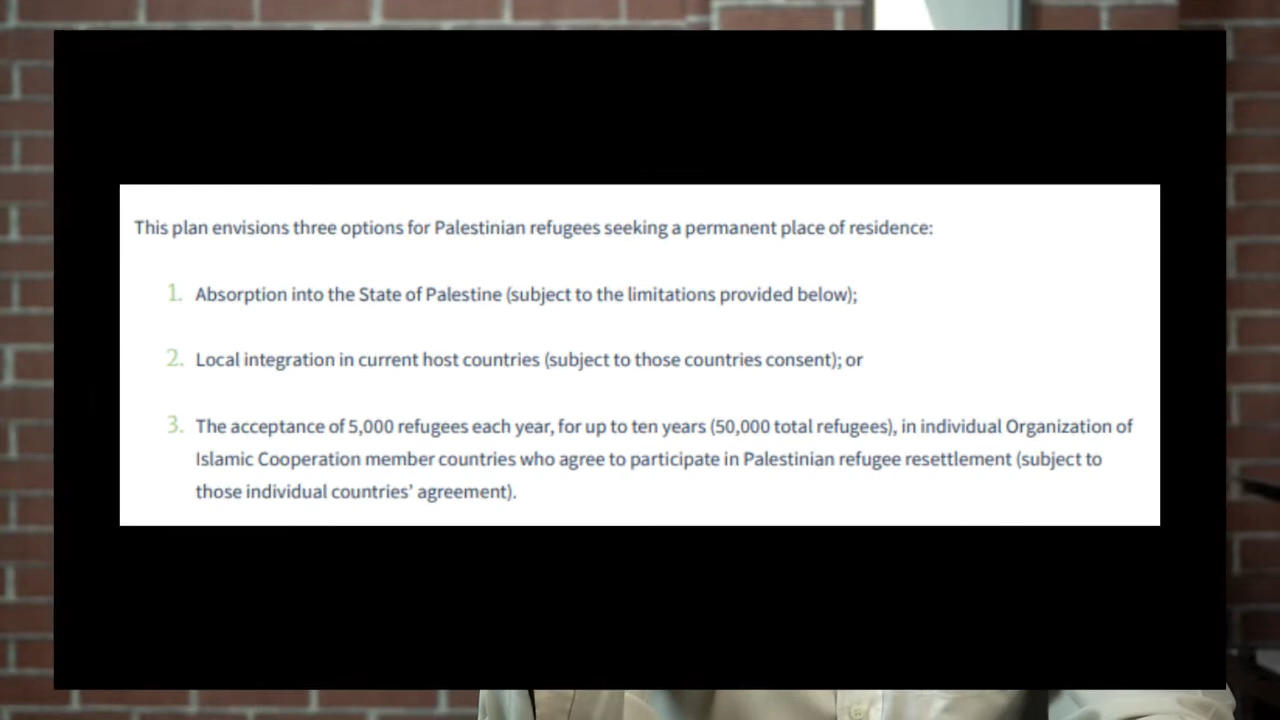 This plan envisions three options for Palestinian refugees seeking a permanent place of residence:
1. Absorption into the State of Palestine (subject to the limitations provided below);
2. Local integration in current host countries (subject to those countries consent); or
3. The acceptance of 5,000 refugees each year, for up to ten years (50,000 total refugees), in individual Organization of
Islamic Cooperation member countries who agree to participate in Palestinian refugee resettlement (subject to
those individual countries’ agreement).